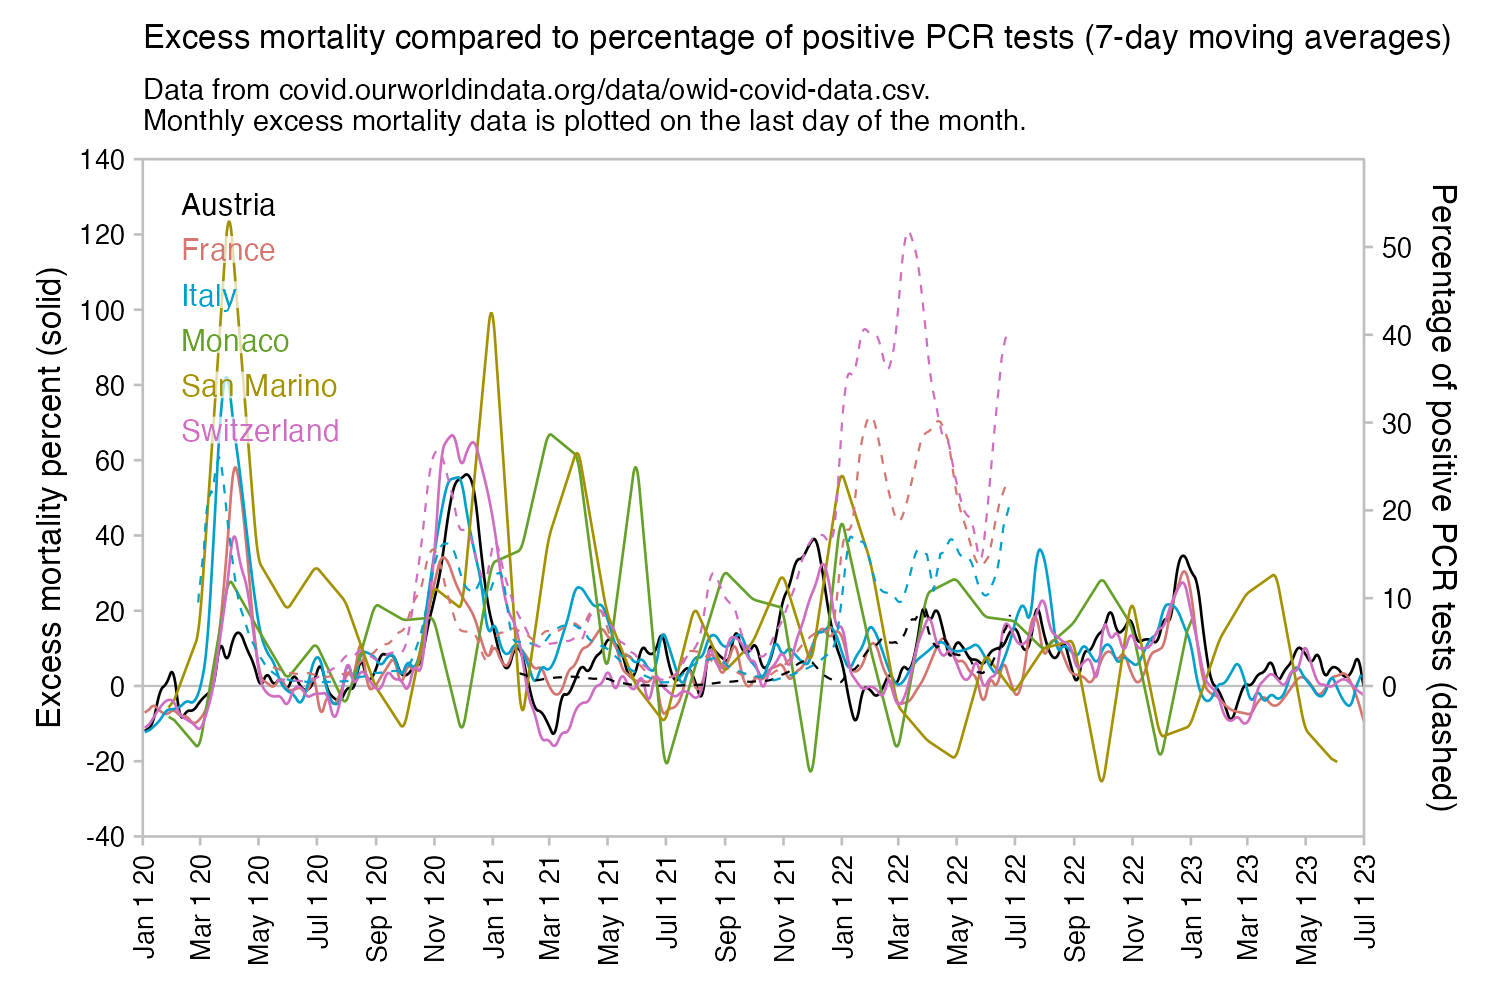 Excess mortality compared to percentage of positive PCR tests (7-day moving averages)
Data from covid.ourworldindata.org/data/owid-covid-data.csv.
Monthly excess mortality data is plotted on the last day of the month.
Excess mortality percent (solid)
140
120
100
80
60
40
20
0
-20
-40
Austria
France
Italy
Monaco
San Marino
Switzerland
50
40
30
20
10
0
Percentage of positive PCR tests (dashed)
Jan 1 20
Mar 1 20
May 1 20
Jul 1 20
Sep 1 20
Nov 1 20
Jan 1 21
Mar 1 21
May 1 21
Jul 1 21
Sep 1 21
Nov 1 21
Jan 1 22
Mar 1 22
May 1 22
Jul 1 22
Sep 1 22
Nov 1 22
Jan 1 23
Mar 1 23
May 1 23
Jul 1 23